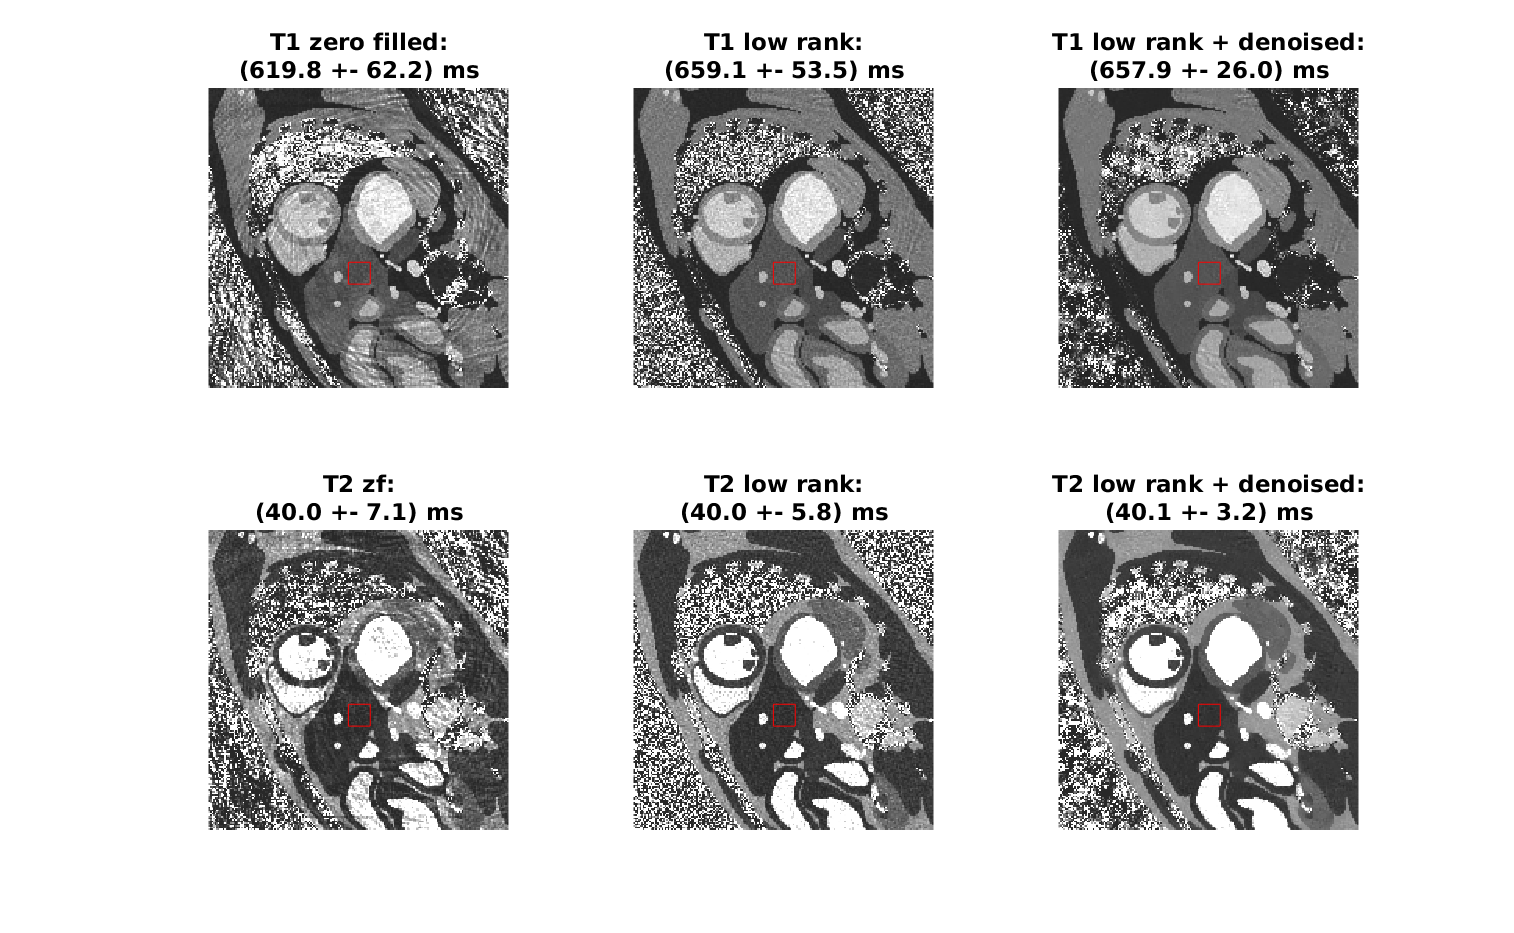 T1 zero filled:
(619.8 +- 62.2) ms
T1 low rank:
(659.1 +- 53.5) ms
T1 low rank + denoised:
(657.9 +- 26.0) ms
T2 zf:
(40.0 +- 7.1) ms
T2 low rank:
(40.0 +- 5.8) ms
T2 low rank + denoised:
(40.1 +- 3.2) ms